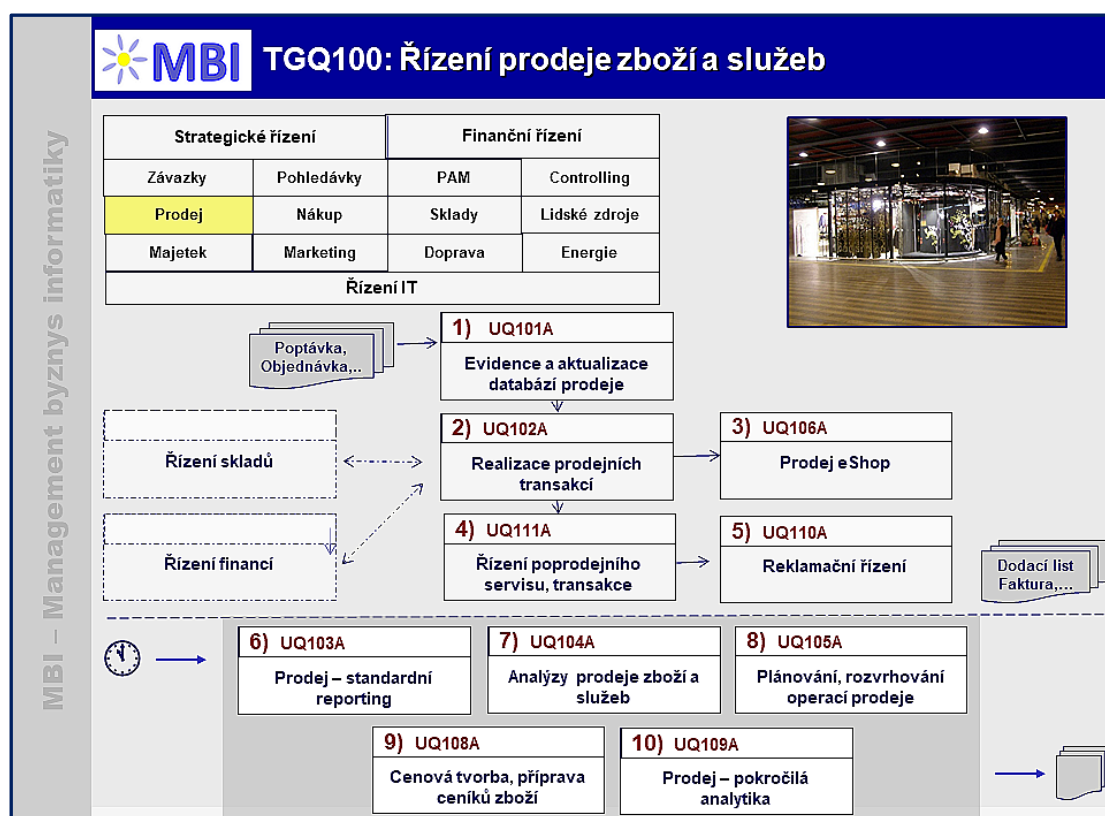 MBI
TGQ100: Řízení prodeje zboží a služeb
MBI – Management byznys informatiky
Strategické řízení
Finanční řízení
Závazky
Pohledávky
PAM
Controlling
Prodej
Nákup
Sklady
Lidské zdroje
Majetek
Marketing
Doprava
Energie
Řízení IT
Poptávka,
Objednávka,..
1) UQ101A
Evidence a aktualizace
databází prodeje
Řízení skladů
2) UQ102A
Realizace prodejních
transakcí
3) UQ106A
Prodej eShop
Řízení financí
4) UQ111A
Řízení poprodejního
servisu, transakce
5) UQ110A
Reklamační řízení
Dodací list
Faktura,…
6) UQ103A
Prodej – standardní
reporting
7) UQ104A
Analýzy prodeje zboží a
služeb
8) UQ105A
Plánování, rozvrhování
operací prodeje
9) UQ108A
Cenová tvorba, příprava
ceníků zboží
10) UQ109A
Prodej – pokročilá
analytika